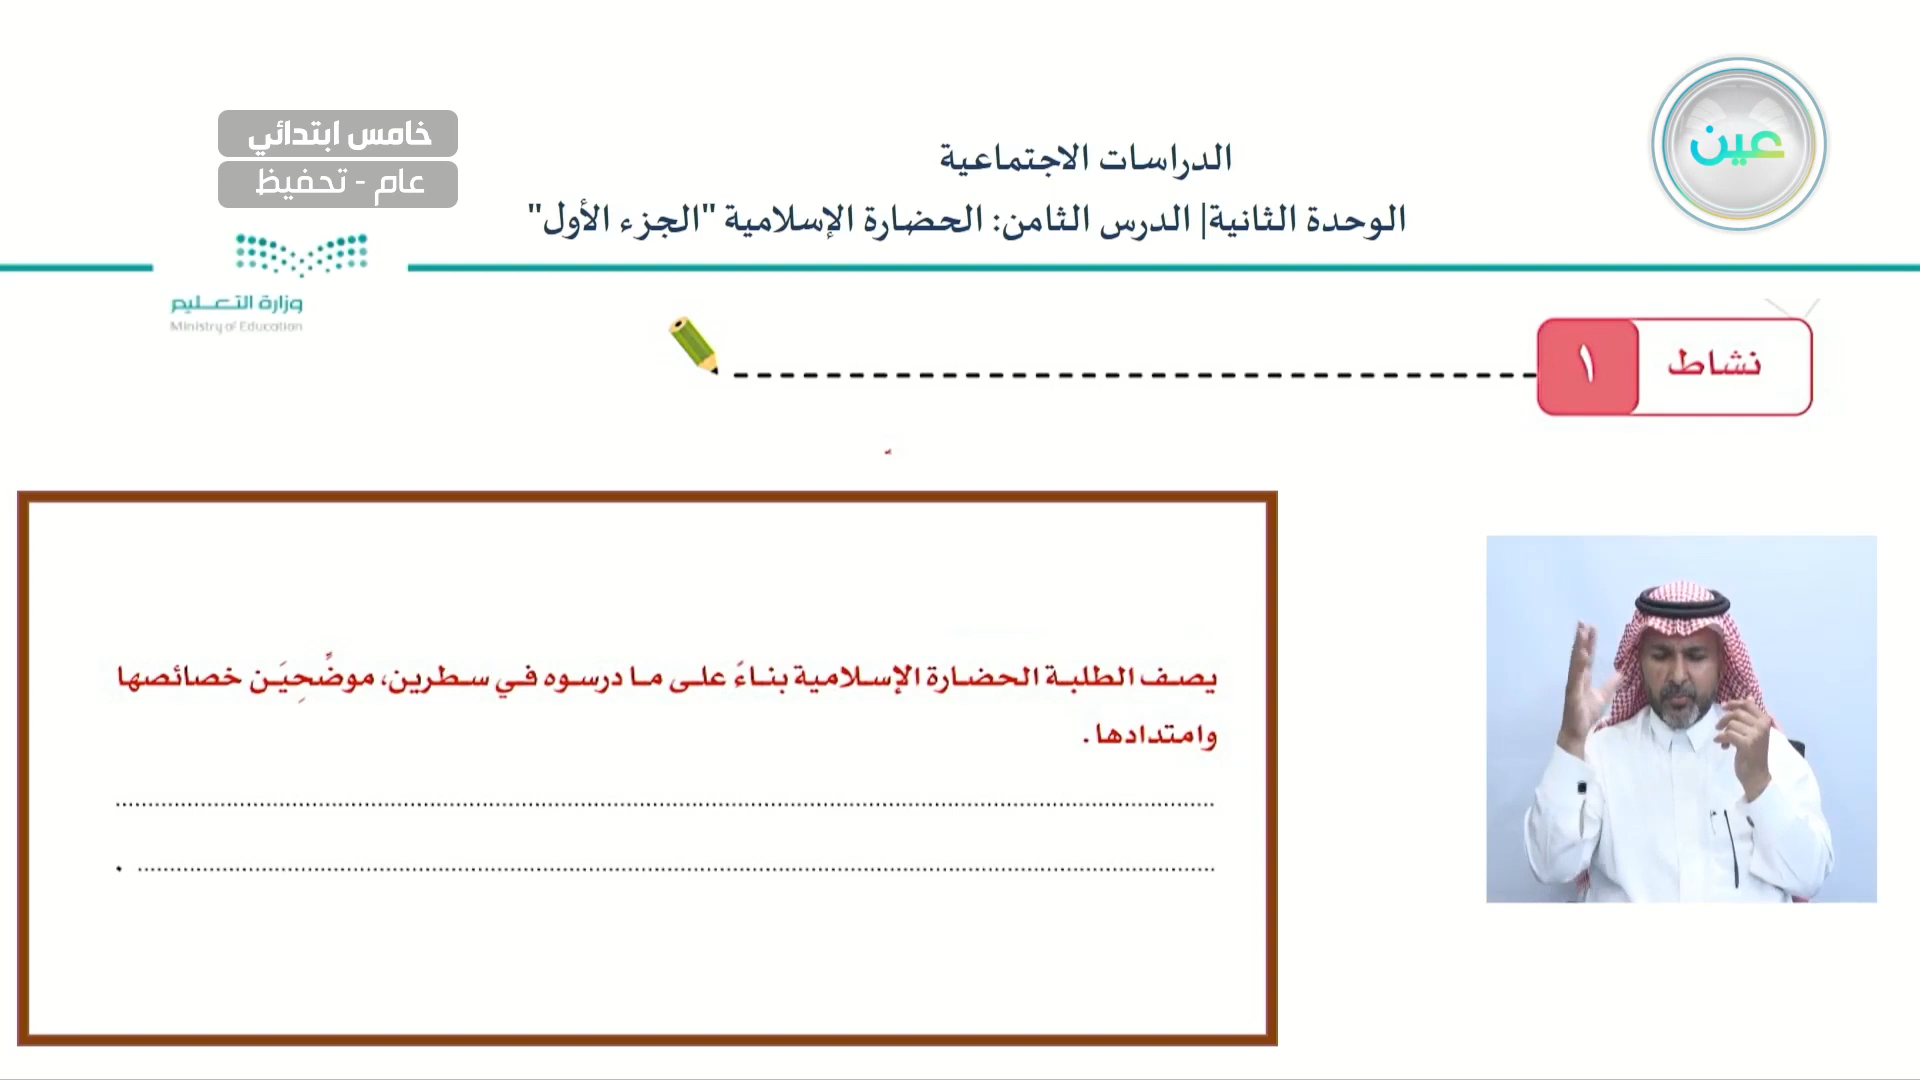 عين
خامس ابتدائي
عام - تحفيظ
الدراسات الاجتماعية
الوحدة الثانية| الدرس الثامن: الحضارة الإسلامية "الجزء الأول"
وزارة التعليم
Ministry of Education
نشاط ١
يصف الطلبة الحضارة الإسلامية بناءً على ما درسوه في سطرين، موضِّحِيَن خصائصها
وامتدادها.